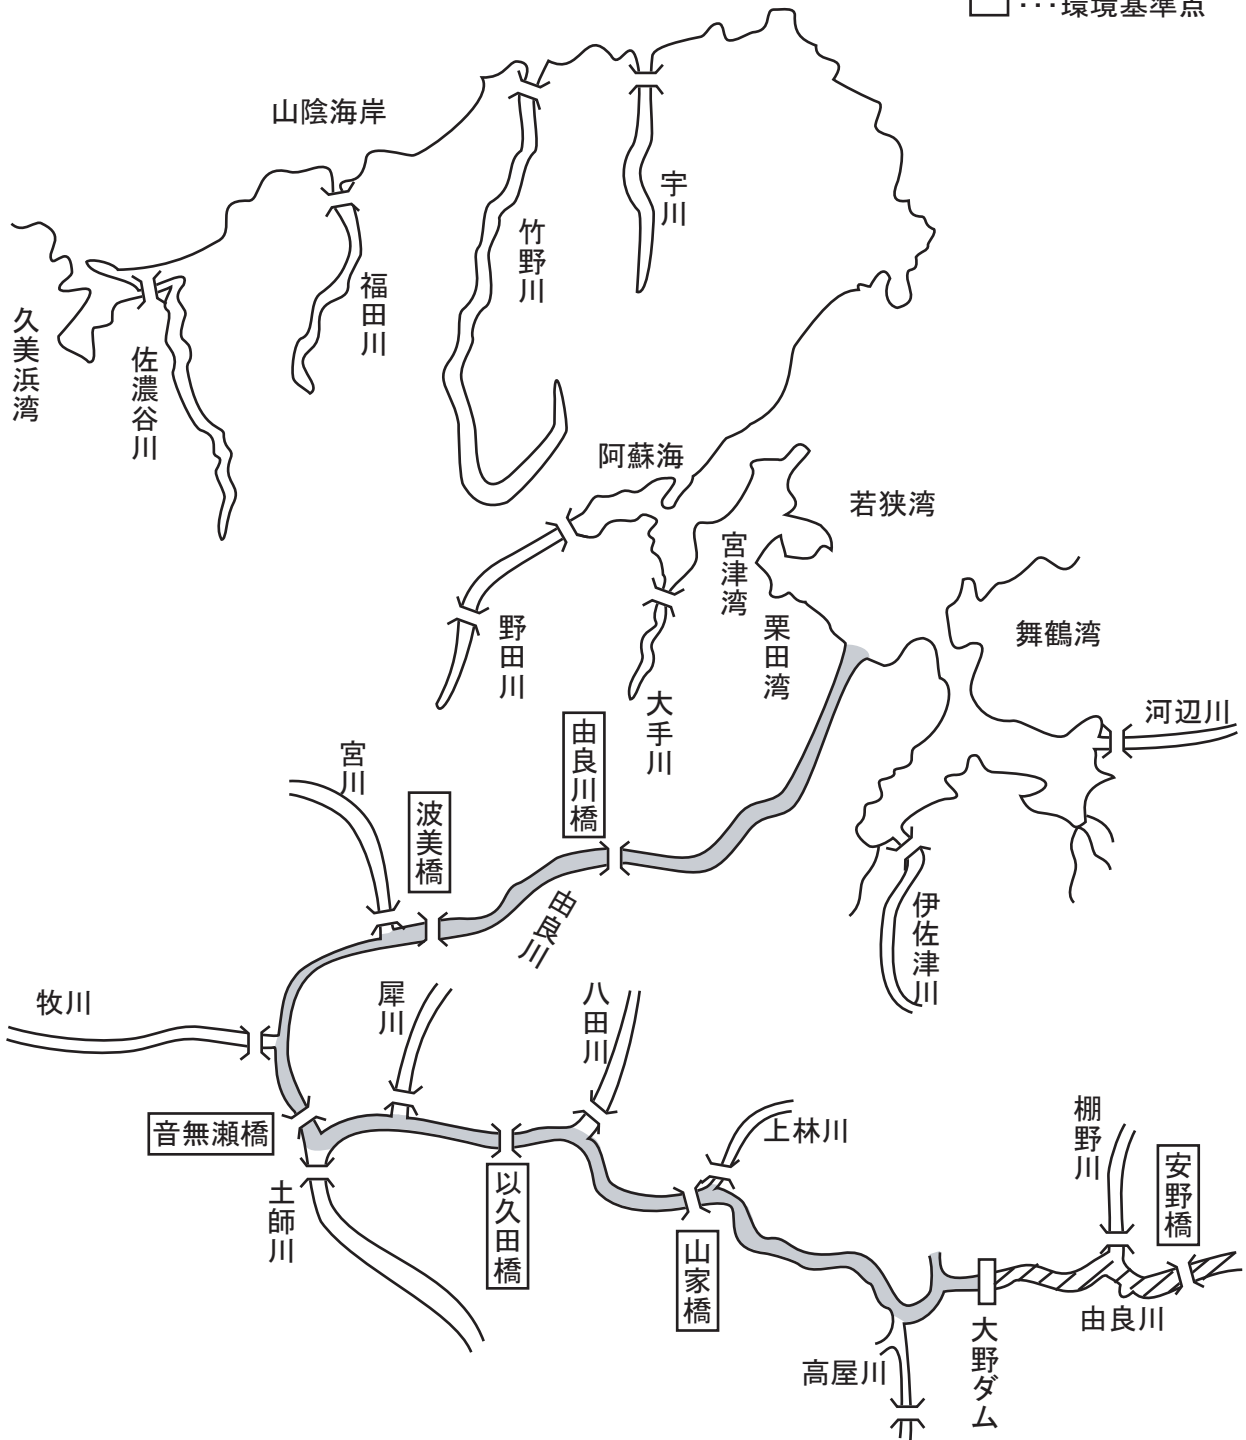 □･･･環境基準点
山陰海岸
宇川
竹野川
福田川
久美浜湾
佐濃谷川
阿蘇海
若狭湾
宮津湾
栗田湾
舞鶴湾
野田川
大手川
河辺川
由良川橋
宮川
波美橋
由良川
伊佐津川
牧川
犀川
八田川
音無瀬橋
上林川
棚野川
安野橋
土師川
以久田橋
山家橋
由良川
大野ダム
高屋川